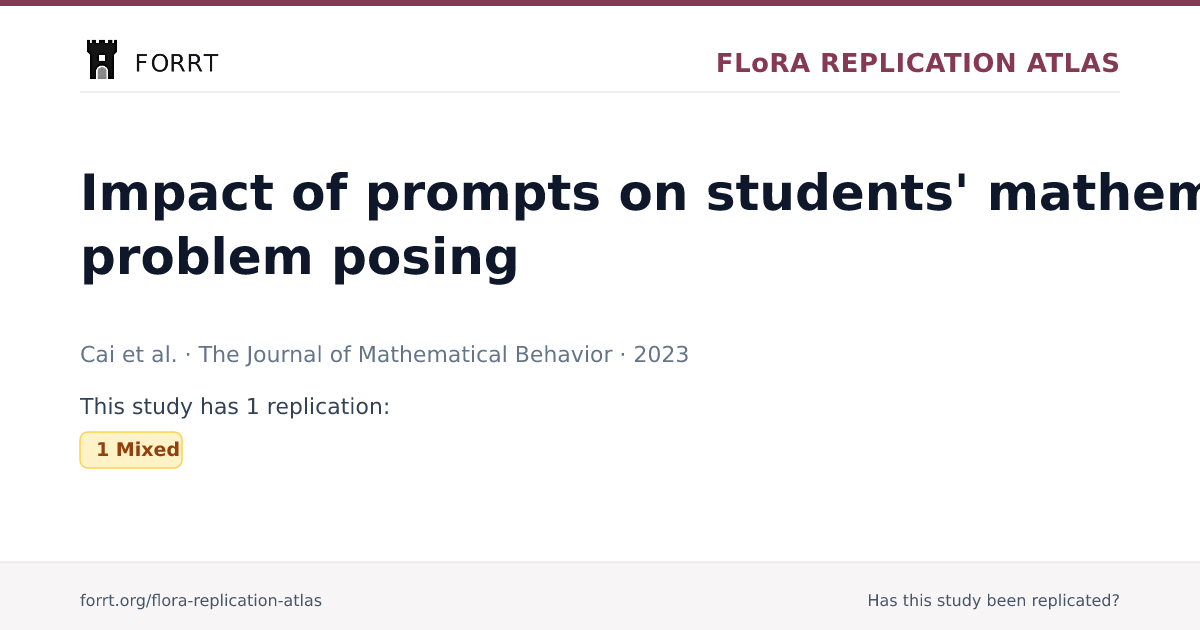 FORRT
FLoRA REPLICATION ATLAS
Impact of prompts on students'
problem posing
Cai et al. · The Journal of Mathematical Behavior · 2023
This study has 1 replication:
1 Mixed
forrt.org/flora-replication-atlas
Has this study been replicated?